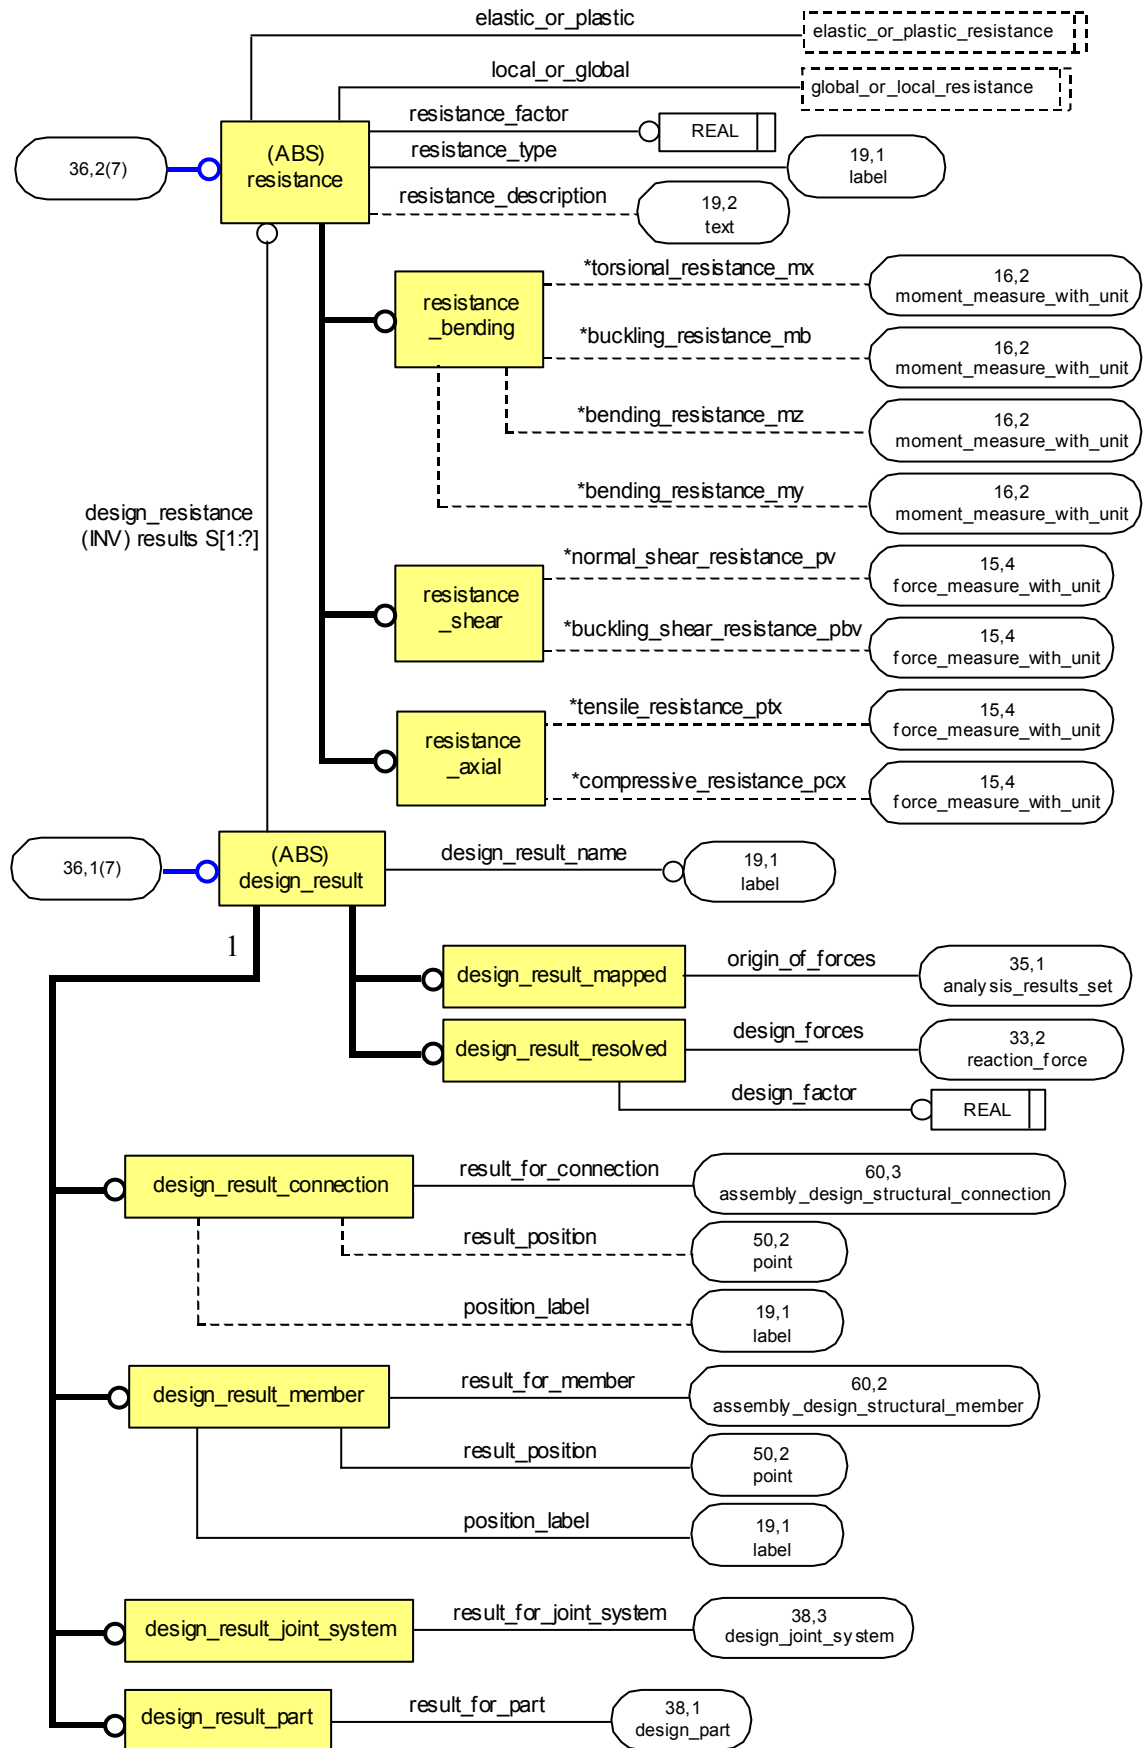 elastic_or_plastic
elastic_or_plastic_resistance
local_or_global
global_or_local_resistance
resistance_factor
REAL
36,2(7)
(ABS)
resistance
resistance_type
19,1
label
resistance_description
19,2
text
resistance
_bending
*torsional_resistance_mx
16,2
moment_measure_with_unit
*buckling_resistance_mb
16,2
moment_measure_with_unit
*bending_resistance_mz
16,2
moment_measure_with_unit
*bending_resistance_my
16,2
moment_measure_with_unit
design_resistance
(INV) results S[1:?]
resistance
_shear
*normal_shear_resistance_pv
15,4
force_measure_with_unit
*buckling_shear_resistance_pbv
15,4
force_measure_with_unit
resistance
_axial
*tensile_resistance_ptx
15,4
force_measure_with_unit
*compressive_resistance_pcx
15,4
force_measure_with_unit
36,1(7)
(ABS)
design_result
design_result_name
19,1
label
1
design_result_mapped
origin_of_forces
35,1
analysis_results_set
design_result_resolved
design_forces
33,2
reaction_force
design_factor
REAL
design_result_connection
result_for_connection
60,3
assembly_design_structural_connection
result_position
50,2
point
position_label
19,1
label
design_result_member
result_for_member
60,2
assembly_design_structural_member
result_position
50,2
point
position_label
19,1
label
design_result_joint_system
result_for_joint_system
38,3
design_joint_system
design_result_part
result_for_part
38,1
design_part